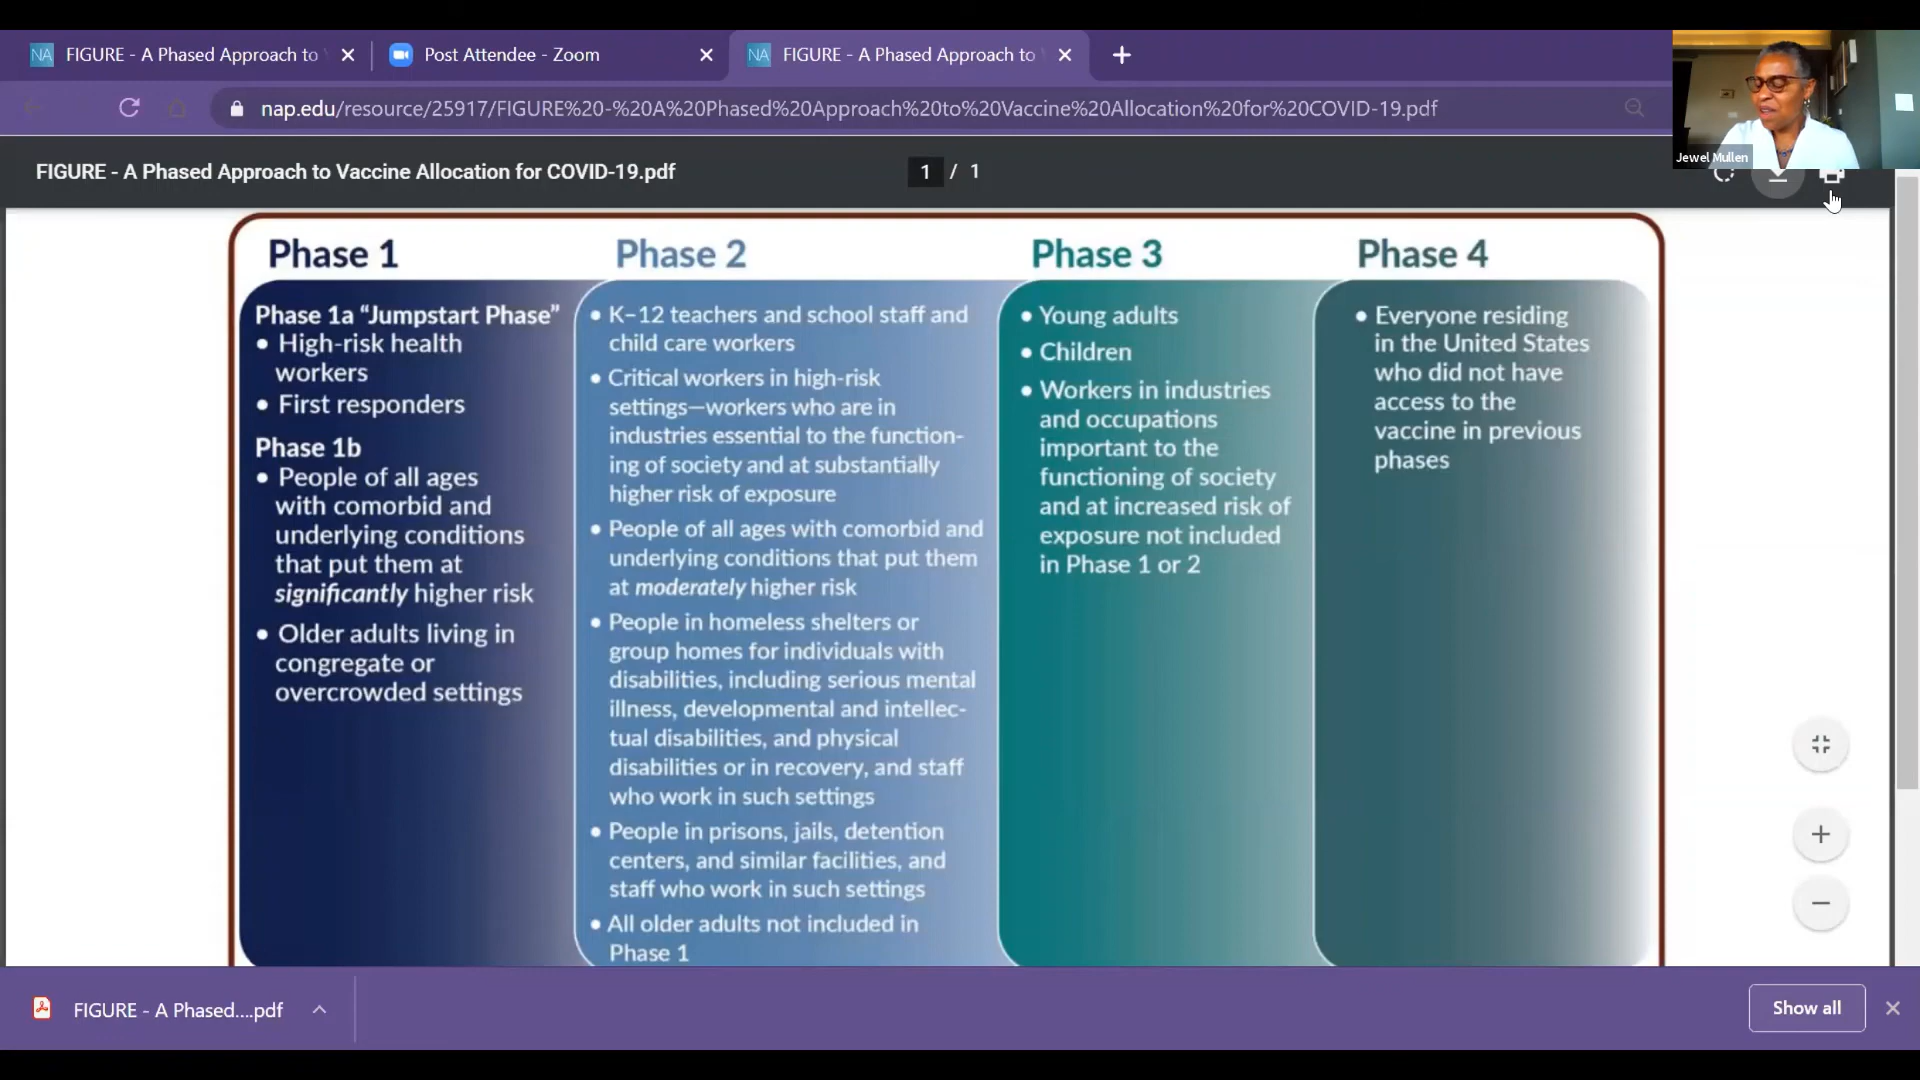 NA FIGURE - A Phased Approach to
Post Attendee - Zoom
NA FIGURE - A Phased Approach to
nap.edu/resource/25917/FIGURE%20-%20A%20Phased%20Approach%20to%20Vaccine%20Allocation%20for%20COVID-19.pdf
Jewel Mullen
FIGURE - A Phased Approach to Vaccine Allocation for COVID-19.pdf
1 / 1
Phase 1
Phase 1a “Jumpstart Phase”
• High-risk health
workers
• First responders
Phase 1b
• People of all ages
with comorbid and
underlying conditions
that put them at
significantly higher risk
• Older adults living in
congregate or
overcrowded settings
Phase 2
• K–12 teachers and school staff and
child care workers
• Critical workers in high-risk
settings—workers who are in
industries essential to the function-
ing of society and at substantially
higher risk of exposure
• People of all ages with comorbid and
underlying conditions that put them
at moderately higher risk
• People in homeless shelters or
group homes for individuals with
disabilities, including serious mental
illness, developmental and intellec-
tual disabilities, and physical
disabilities or in recovery, and staff
who work in such settings
• People in prisons, jails, detention
centers, and similar facilities, and
staff who work in such settings
• All older adults not included in
Phase 1
Phase 3
• Young adults
• Children
• Workers in industries
and occupations
important to the
functioning of society
and at increased risk of
exposure not included
in Phase 1 or 2
Phase 4
• Everyone residing
in the United States
who did not have
access to the
vaccine in previous
phases
FIGURE - A Phased....pdf
Show all